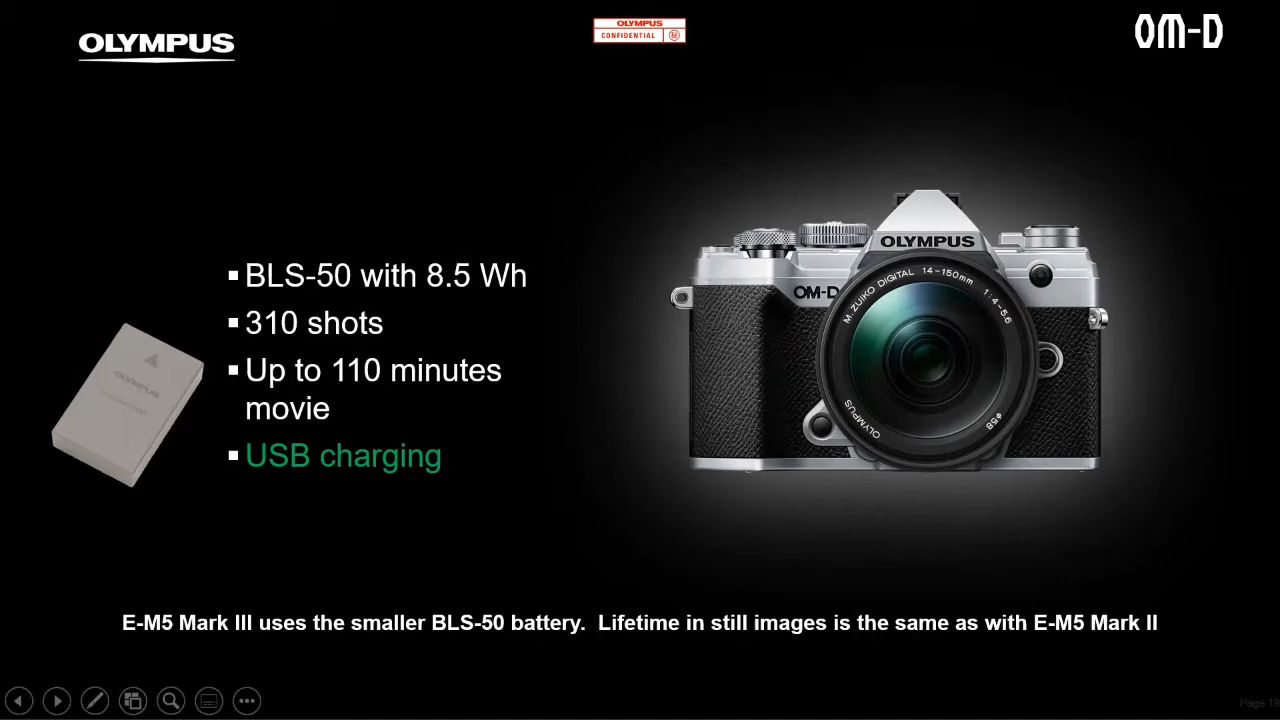 OLYMPUS
OLYMPUS
CONFIDENTIAL
OM-D
BLS-50 with 8.5 Wh
310 shots
Up to 110 minutes
movie
USB charging
OLYMPUS
OLYMPUS
OM-D
M.ZUIKO DIGITAL 14-150mm 1:4-5.6
OLYMPUS
ø58
E-M5 Mark III uses the smaller BLS-50 battery.  Lifetime in still images is the same as with E-M5 Mark II